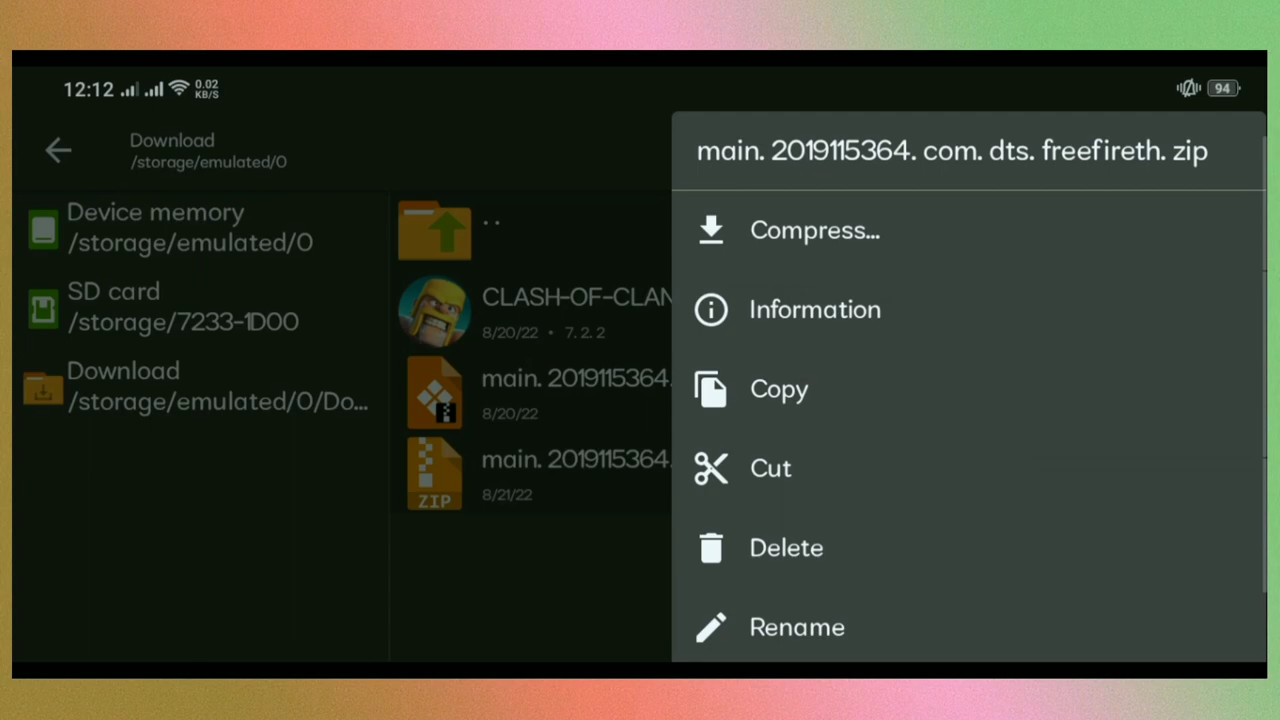 12:12 0.02 KB/S 94
Download
/storage/emulated/0
Device memory
/storage/emulated/0
SD card
/storage/7233-1D00
Download
/storage/emulated/0/Do...
..
CLASH-OF-CLAN
8/20/22 • 7. 2. 2
main. 2019115364.
8/20/22
main. 2019115364.
8/21/22
ZIP
main. 2019115364. com. dts. freefireth. zip
Compress...
Information
Copy
Cut
Delete
Rename